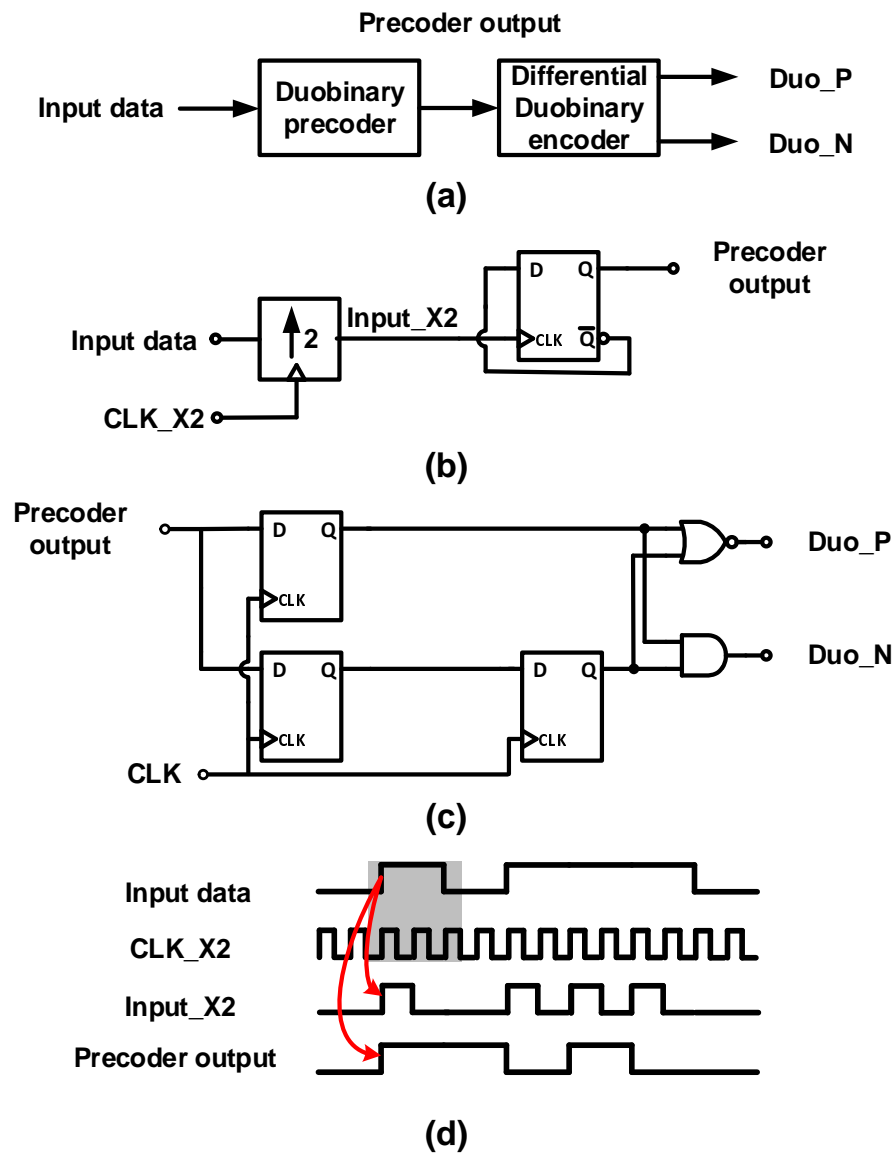 Precoder output
Input data
Duobinary
precoder
Differential
Duobinary
encoder
Duo_P
Duo_N
(a)
Input data
CLK_X2
2
Input_X2
D
Q
CLK
Q
Precoder
output
(b)
Precoder
output
D
Q
CLK
D
Q
CLK
D
Q
CLK
CLK
Duo_P
Duo_N
(c)
Input data
CLK_X2
Input_X2
Precoder output
(d)